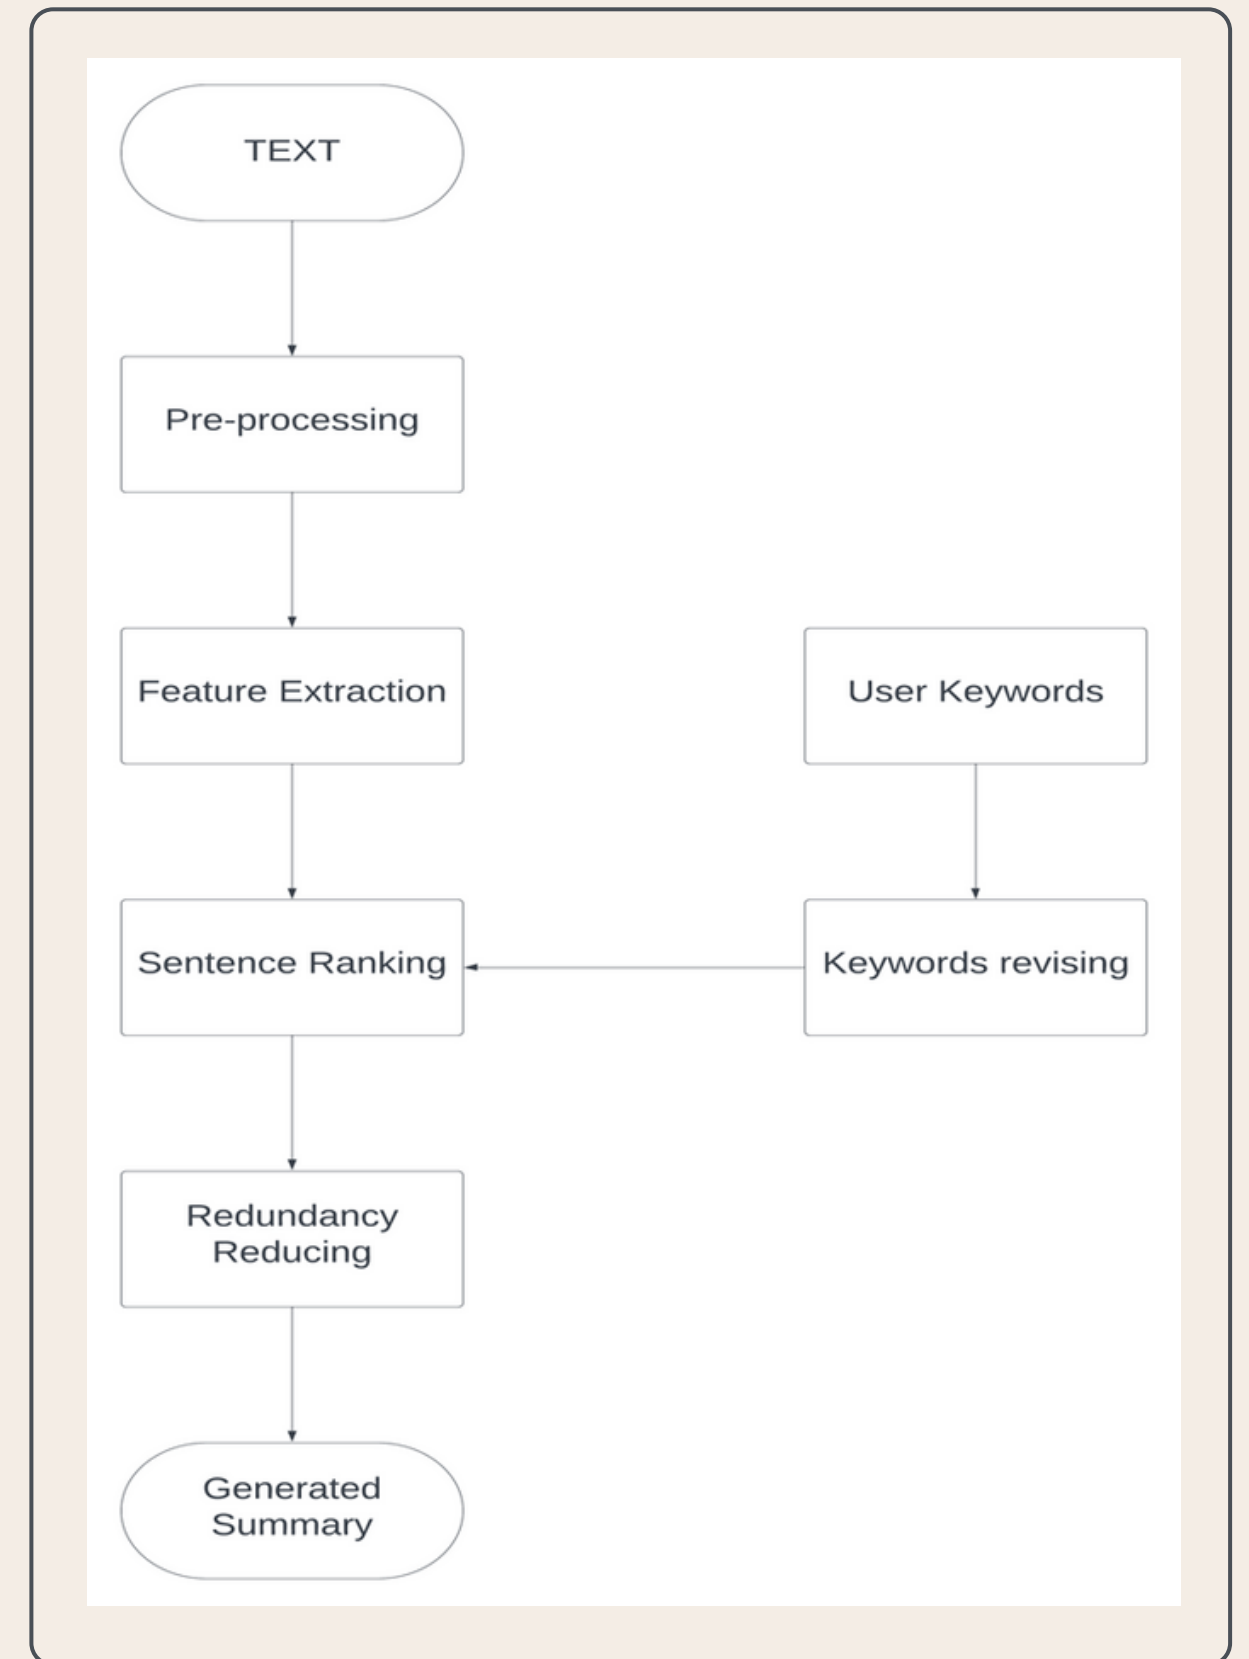 TEXT
Pre-processing
Feature Extraction
User Keywords
Sentence Ranking
Keywords revising
Redundancy
Reducing
Generated
Summary